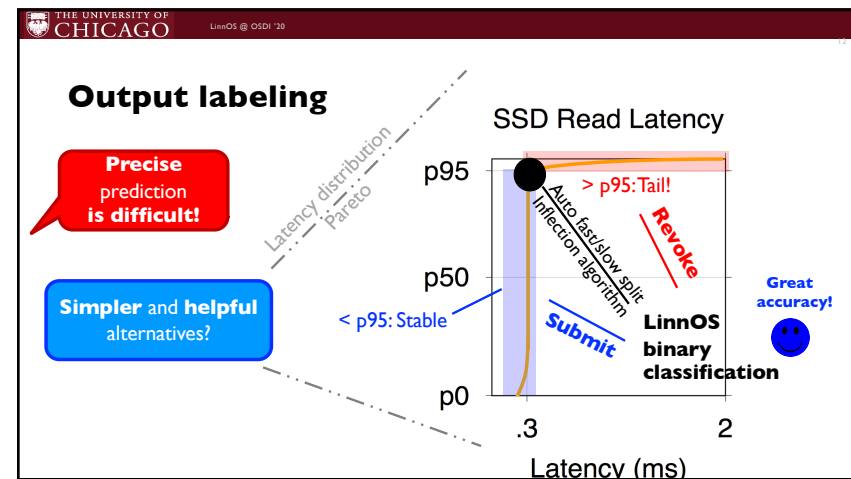 THE UNIVERSITY OF
CHICAGO
LinnOS @ OSDI '20
12
Output labeling
Precise
prediction
is difficult!
Simpler and helpful
alternatives?
Latency distribution
Pareto
SSD Read Latency
p95
p50
p0
> p95: Tail!
Auto fast/slow split
Inflection algorithm
Revoke
< p95: Stable
Submit
LinnOS
binary
classification
Great
accuracy!
.3
2
Latency (ms)